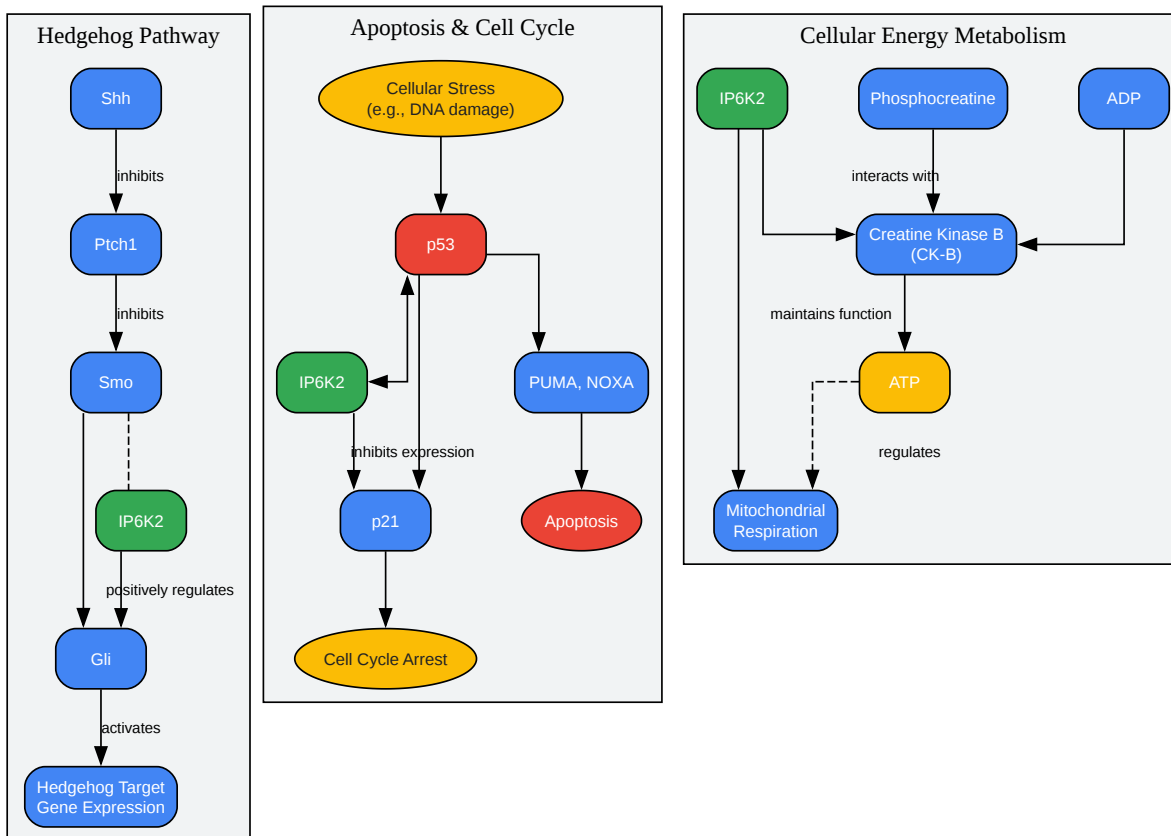 Hedgehog Pathway
Shh
inhibits
Ptch1
inhibits
Smo
IP6K2
positively regulates
Gli
activates
Hedgehog Target
Gene Expression
Apoptosis & Cell Cycle
Cellular Stress
(e.g., DNA damage)
p53
IP6K2
PUMA, NOXA
inhibits expression
p21
Apoptosis
Cell Cycle Arrest
Cellular Energy Metabolism
IP6K2
Phosphocreatine
ADP
interacts with
Creatine Kinase B
(CK-B)
maintains function
ATP
regulates
Mitochondrial
Respiration